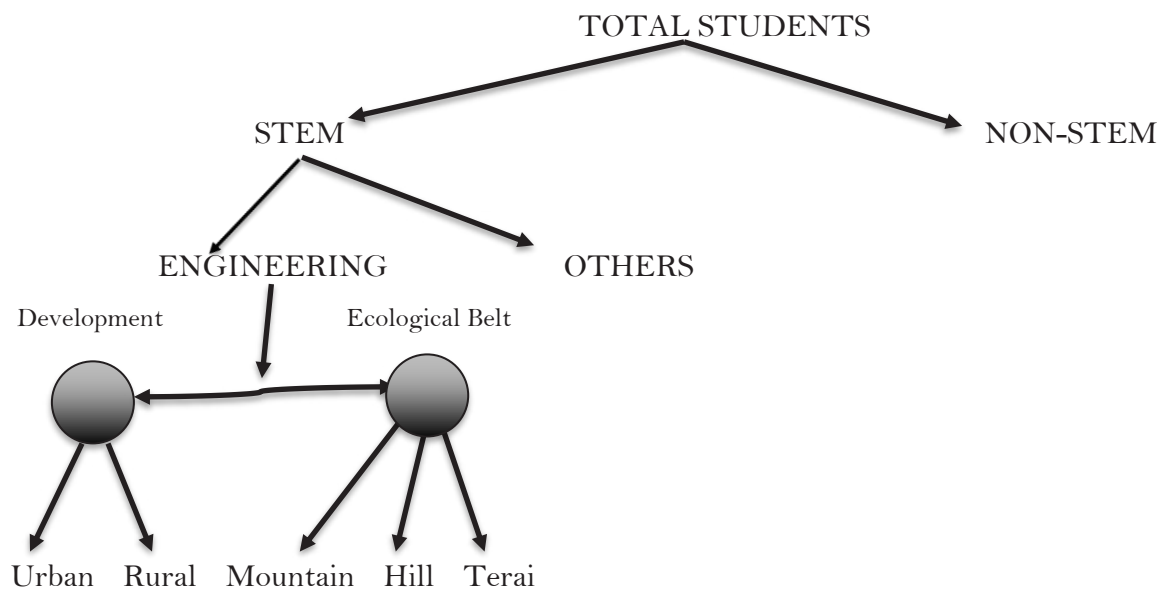 TOTAL STUDENTS
STEM
NON-STEM
ENGINEERING
OTHERS
Development
Ecological Belt
Urban
Rural
Mountain
Hill
Terai